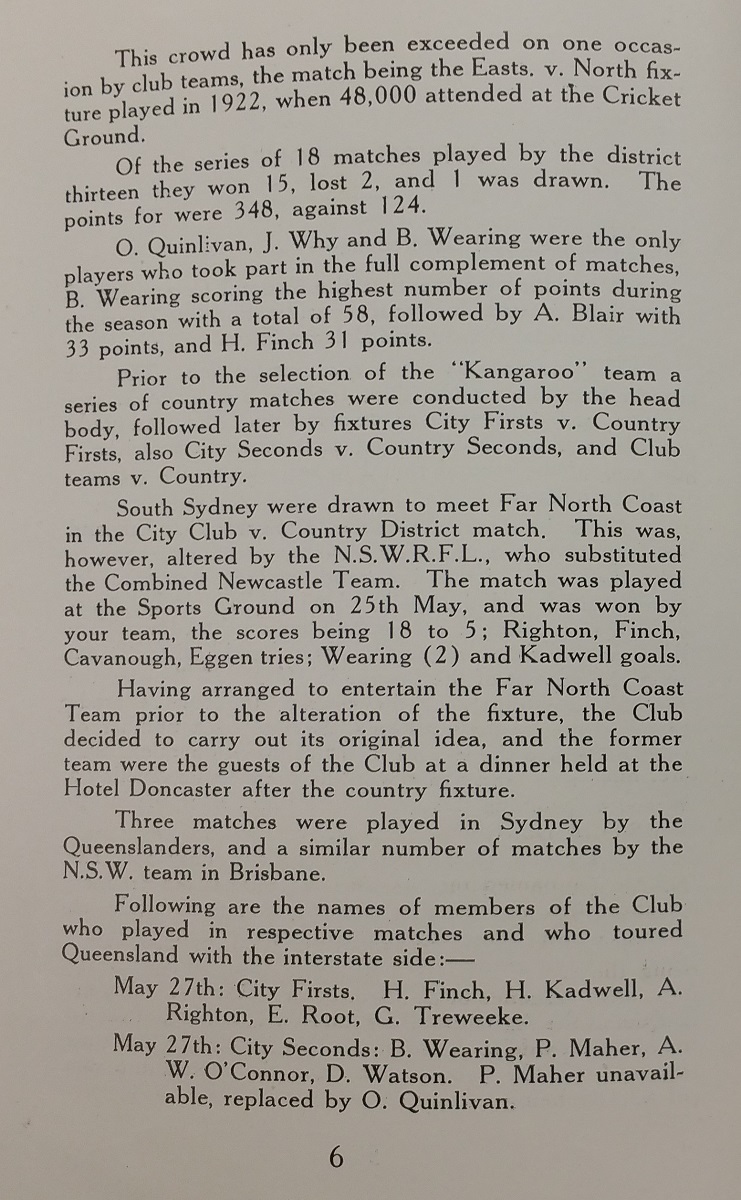 This crowd has only been exceeded on one occas-
ion by club teams, the match being the Easts. v. North fix-
ture played in 1922, when 48,000 attended at the Cricket
Ground.
Of the series of 18 matches played by the district
thirteen they won 15, lost 2, and 1 was drawn. The
points for were 348, against 124.
O. Quinlivan, J. Why and B. Wearing were the only
players who took part in the full complement of matches,
B. Wearing scoring the highest number of points during
the season with a total of 58, followed by A. Blair with
33 points, and H. Finch 31 points.
Prior to the selection of the "Kangaroo" team a
series of country matches were conducted by the head
body, followed later by fixtures City Firsts v. Country
Firsts, also City Seconds v. Country Seconds, and Club
teams v. Country.
South Sydney were drawn to meet Far North Coast
in the City Club v. Country District match. This was,
however, altered by the N.S.W.R.F.L., who substituted
the Combined Newcastle Team. The match was played
at the Sports Ground on 25th May, and was won by
your team, the scores being 18 to 5; Righton, Finch,
Cavanough, Eggen tries; Wearing (2) and Kadwell goals.
Having arranged to entertain the Far North Coast
Team prior to the alteration of the fixture, the Club
decided to carry out its original idea, and the former
team were the guests of the Club at a dinner held at the
Hotel Doncaster after the country fixture.
Three matches were played in Sydney by the
Queenslanders, and a similar number of matches by the
N.S.W. team in Brisbane.
Following are the names of members of the Club
who played in respective matches and who toured
Queensland with the interstate side:—
May 27th: City Firsts. H. Finch, H. Kadwell, A.
Righton, E. Root, G. Treweeke.
May 27th: City Seconds: B. Wearing, P. Maher, A.
W. O'Connor, D. Watson. P. Maher unavail-
able, replaced by O. Quinlivan.
6